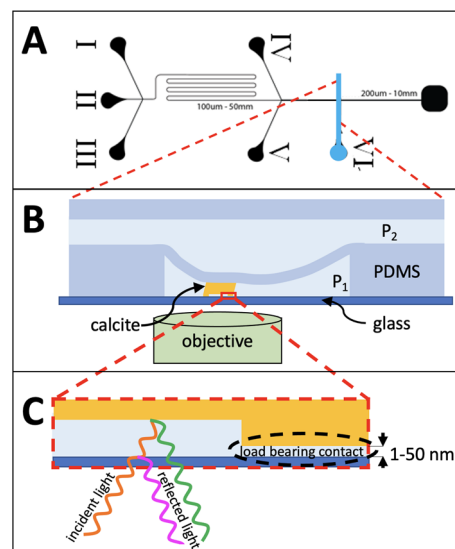 A
I
II
III
IV
V
VI
100um - 50mm
200um - 10mm
B
P2
P1
PDMS
calcite
glass
objective
C
load bearing contact
1-50 nm
incident light
reflected light